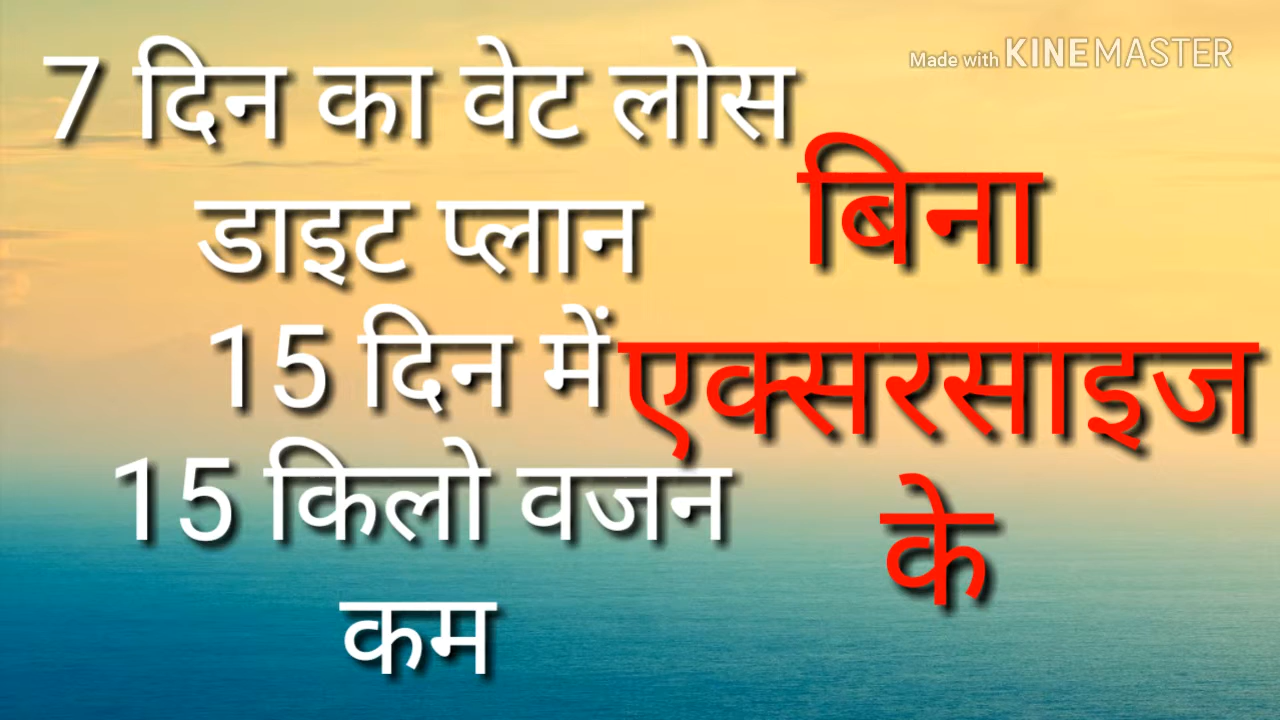 7 दिन का वेट लोस
डाइट प्लान
15 दिन में
15 किलो वजन
कम
बिना
एक्सरसाइज
के
Made with KINEMASTER